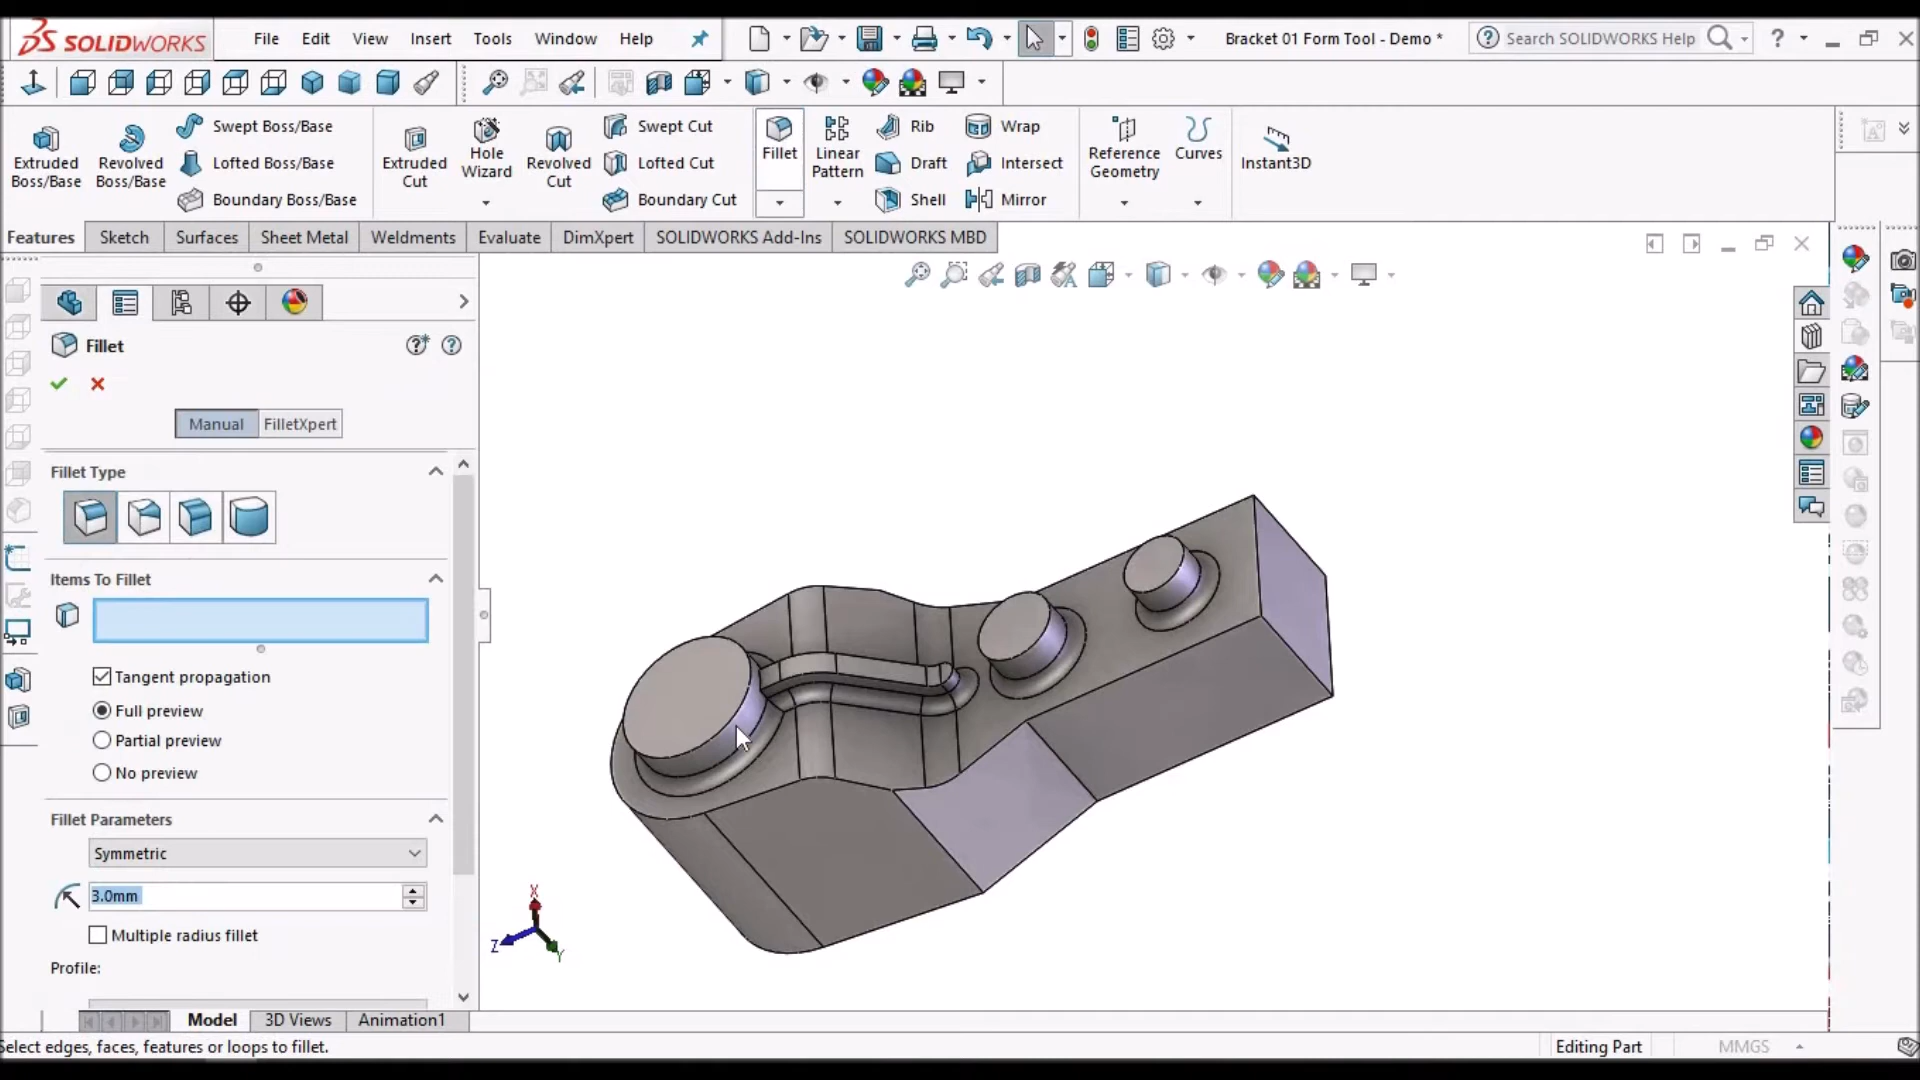 SOLIDWORKS File Edit View Insert Tools Window Help Bracket 01 Form Tool - Demo * Search SOLIDWORKS Help ?
Extruded Boss/Base
Revolved Boss/Base
Swept Boss/Base
Lofted Boss/Base
Boundary Boss/Base
Extruded Cut
Hole Wizard
Revolved Cut
Swept Cut
Lofted Cut
Boundary Cut
Fillet
Linear Pattern
Rib
Draft
Shell
Wrap
Intersect
Mirror
Reference Geometry
Curves
Instant3D
Features Sketch Surfaces Sheet Metal Weldments Evaluate DimXpert SOLIDWORKS Add-Ins SOLIDWORKS MBD
Fillet
Manual FilletXpert
Fillet Type
Items To Fillet
Tangent propagation
Full preview
Partial preview
No preview
Fillet Parameters
Symmetric
3.0mm
Multiple radius fillet
Profile:
X
Z
Y
Model 3D Views Animation1
Select edges, faces, features or loops to fillet. Editing Part MMGS